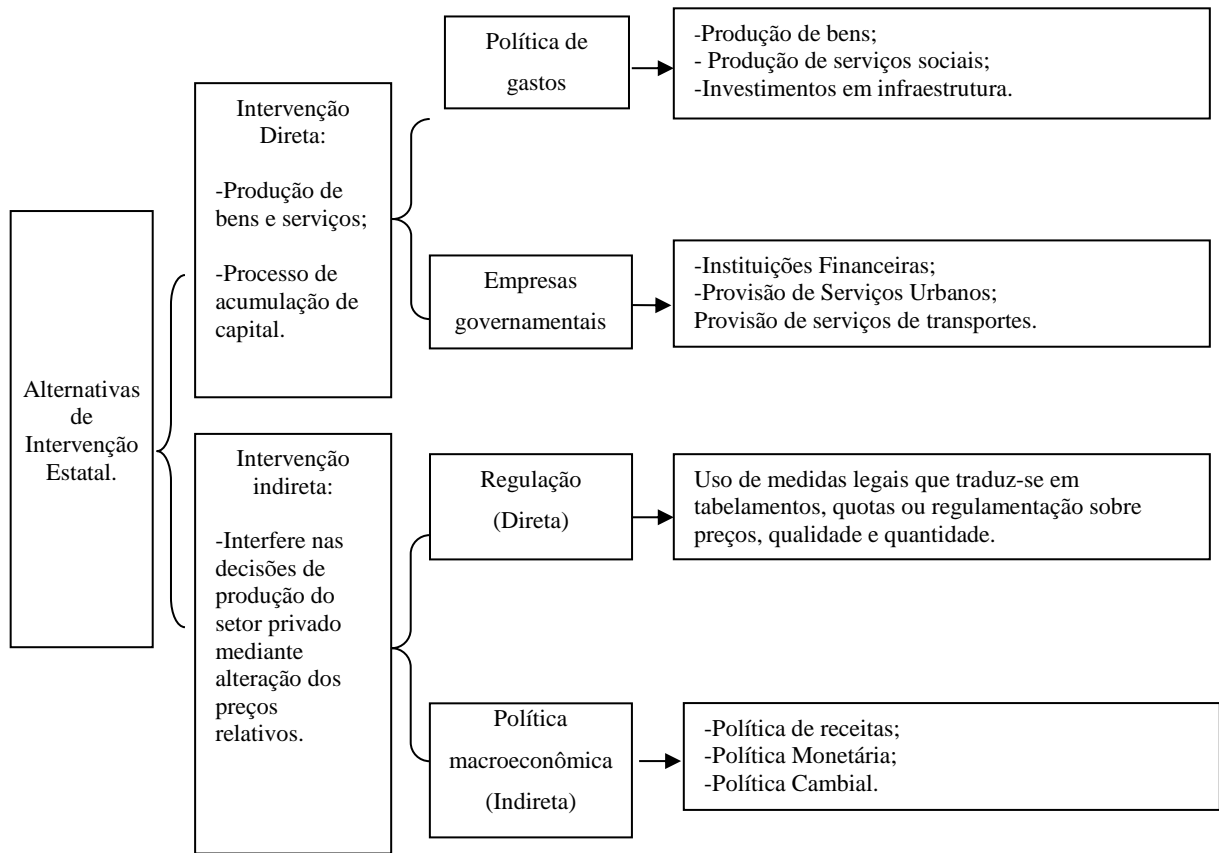 Alternativas
de
Intervenção
Estatal.
Intervenção
Direta:
-Produção de
bens e serviços;
-Processo de
acumulação de
capital.
Política de
gastos
-Produção de bens;
- Produção de serviços sociais;
-Investimentos em infraestrutura.
Empresas
governamentais
-Instituições Financeiras;
-Provisão de Serviços Urbanos;
Provisão de serviços de transportes.
Intervenção
indireta:
-Interfere nas
decisões de
produção do
setor privado
mediante
alteração dos
preços
relativos.
Regulação
(Direta)
Uso de medidas legais que traduz-se em
tabelamentos, quotas ou regulamentação sobre
preços, qualidade e quantidade.
Política
macroeconômica
(Indireta)
-Política de receitas;
-Política Monetária;
-Política Cambial.